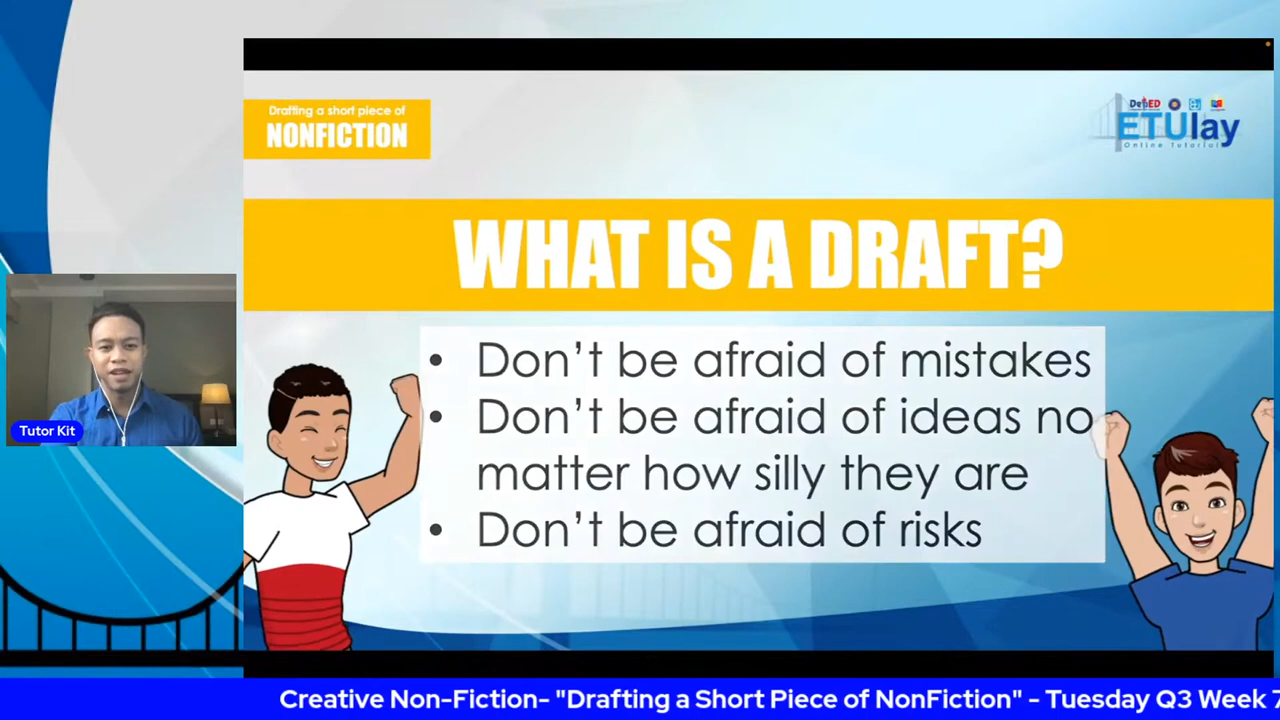 Drafting a short piece of
NONFICTION
DepED
ETUlay
Online Tutorial
WHAT IS A DRAFT?
• Don't be afraid of mistakes
• Don't be afraid of ideas no
matter how silly they are
• Don't be afraid of risks
Tutor Kit
Creative Non-Fiction- "Drafting a Short Piece of NonFiction" - Tuesday Q3 Week 7